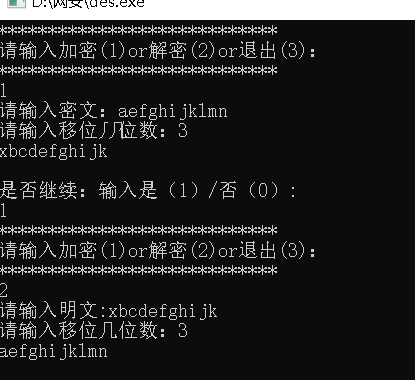 D:\网安\des.exe
******************************
请输入加密(1)or解密(2)or退出(3):
******************************
1
请输入密文: aefghijklmn
请输入移位几位数: 3
xbcdefghijk
是否继续: 输入是（1）/否（0）:
1
******************************
请输入加密(1)or解密(2)or退出(3):
******************************
2
请输入明文:xbcdefghijk
请输入移位几位数: 3
aefghijklmn